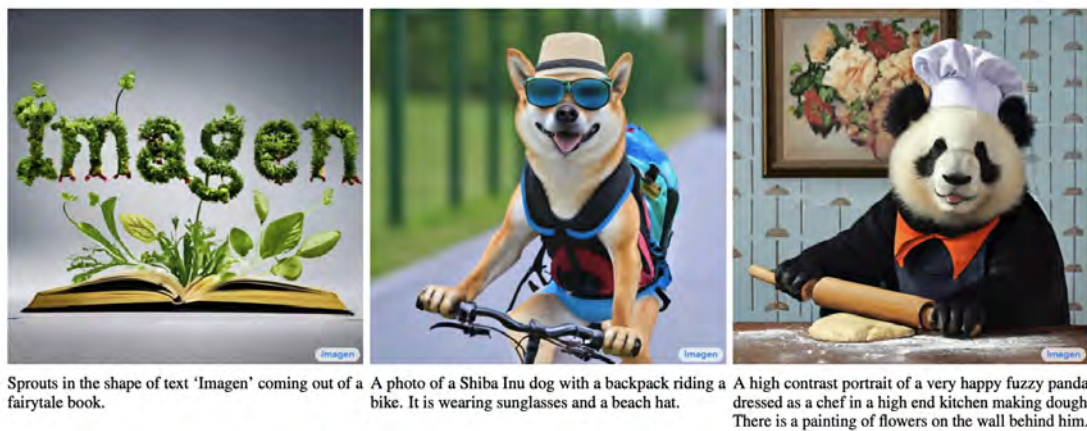 Imagen
Imagen
Imagen
Imagen
Sprouts in the shape of text ‘Imagen’ coming out of a
fairytale book.
A photo of a Shiba Inu dog with a backpack riding a
bike. It is wearing sunglasses and a beach hat.
A high contrast portrait of a very happy fuzzy panda
dressed as a chef in a high end kitchen making dough.
There is a painting of flowers on the wall behind him.